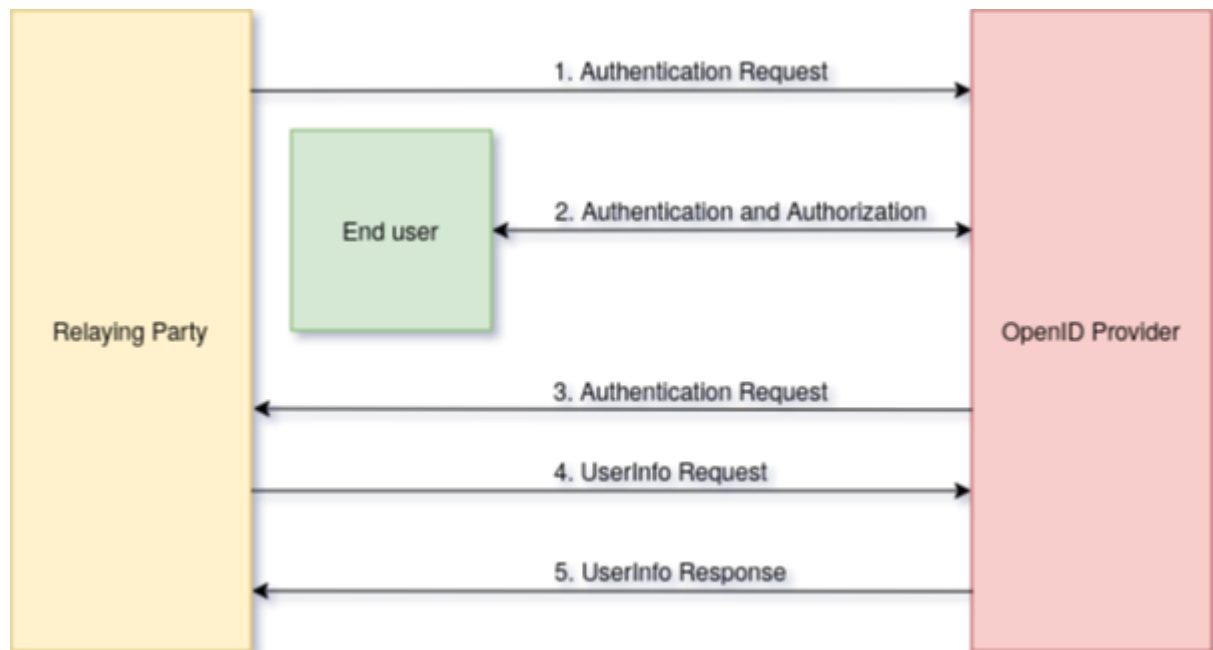 1. Authentication Request
2. Authentication and Authorization
End user
Relaying Party
OpenID Provider
3. Authentication Request
4. UserInfo Request
5. UserInfo Response